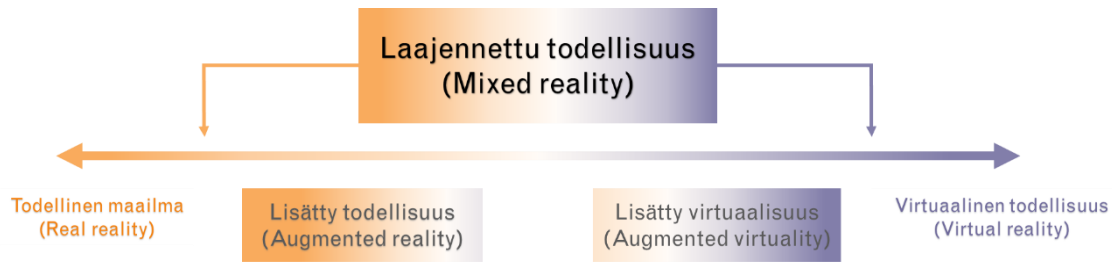 Laajennettu todellisuus
(Mixed reality)
Todellinen maailma
(Real reality)
Lisätty todellisuus
(Augmented reality)
Lisätty virtuaalisuus
(Augmented virtuality)
Virtuaalinen todellisuus
(Virtual reality)